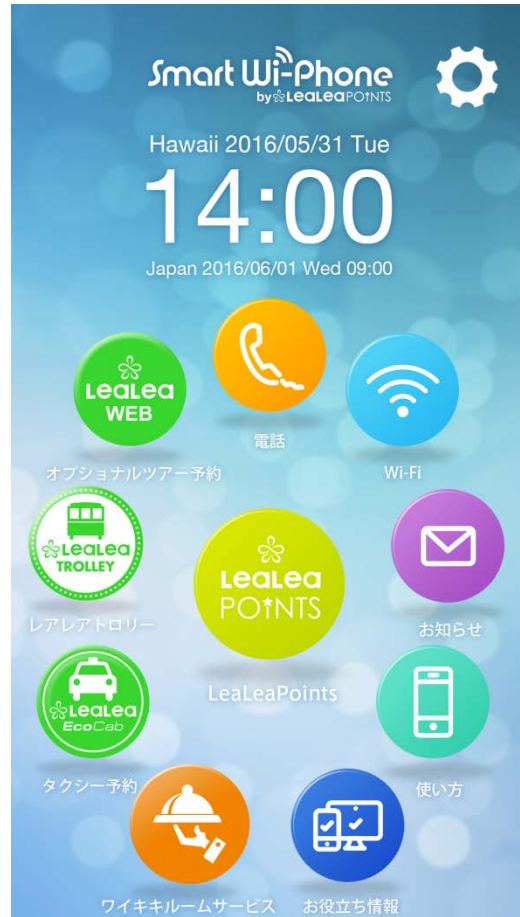 Smart Wi-Phone
by LeaLea POINTS
Hawaii 2016/05/31 Tue
14:00
Japan 2016/06/01 Wed 09:00
LeaLea
WEB
オプショナルツアー予約
電話
Wi-Fi
LeaLea
TROLLEY
レアレアトロリー
LeaLea
POINTS
LeaLeaPoints
お知らせ
LeaLea
EcoCab
タクシー予約
使い方
ワイキキルームサービス
お役立ち情報